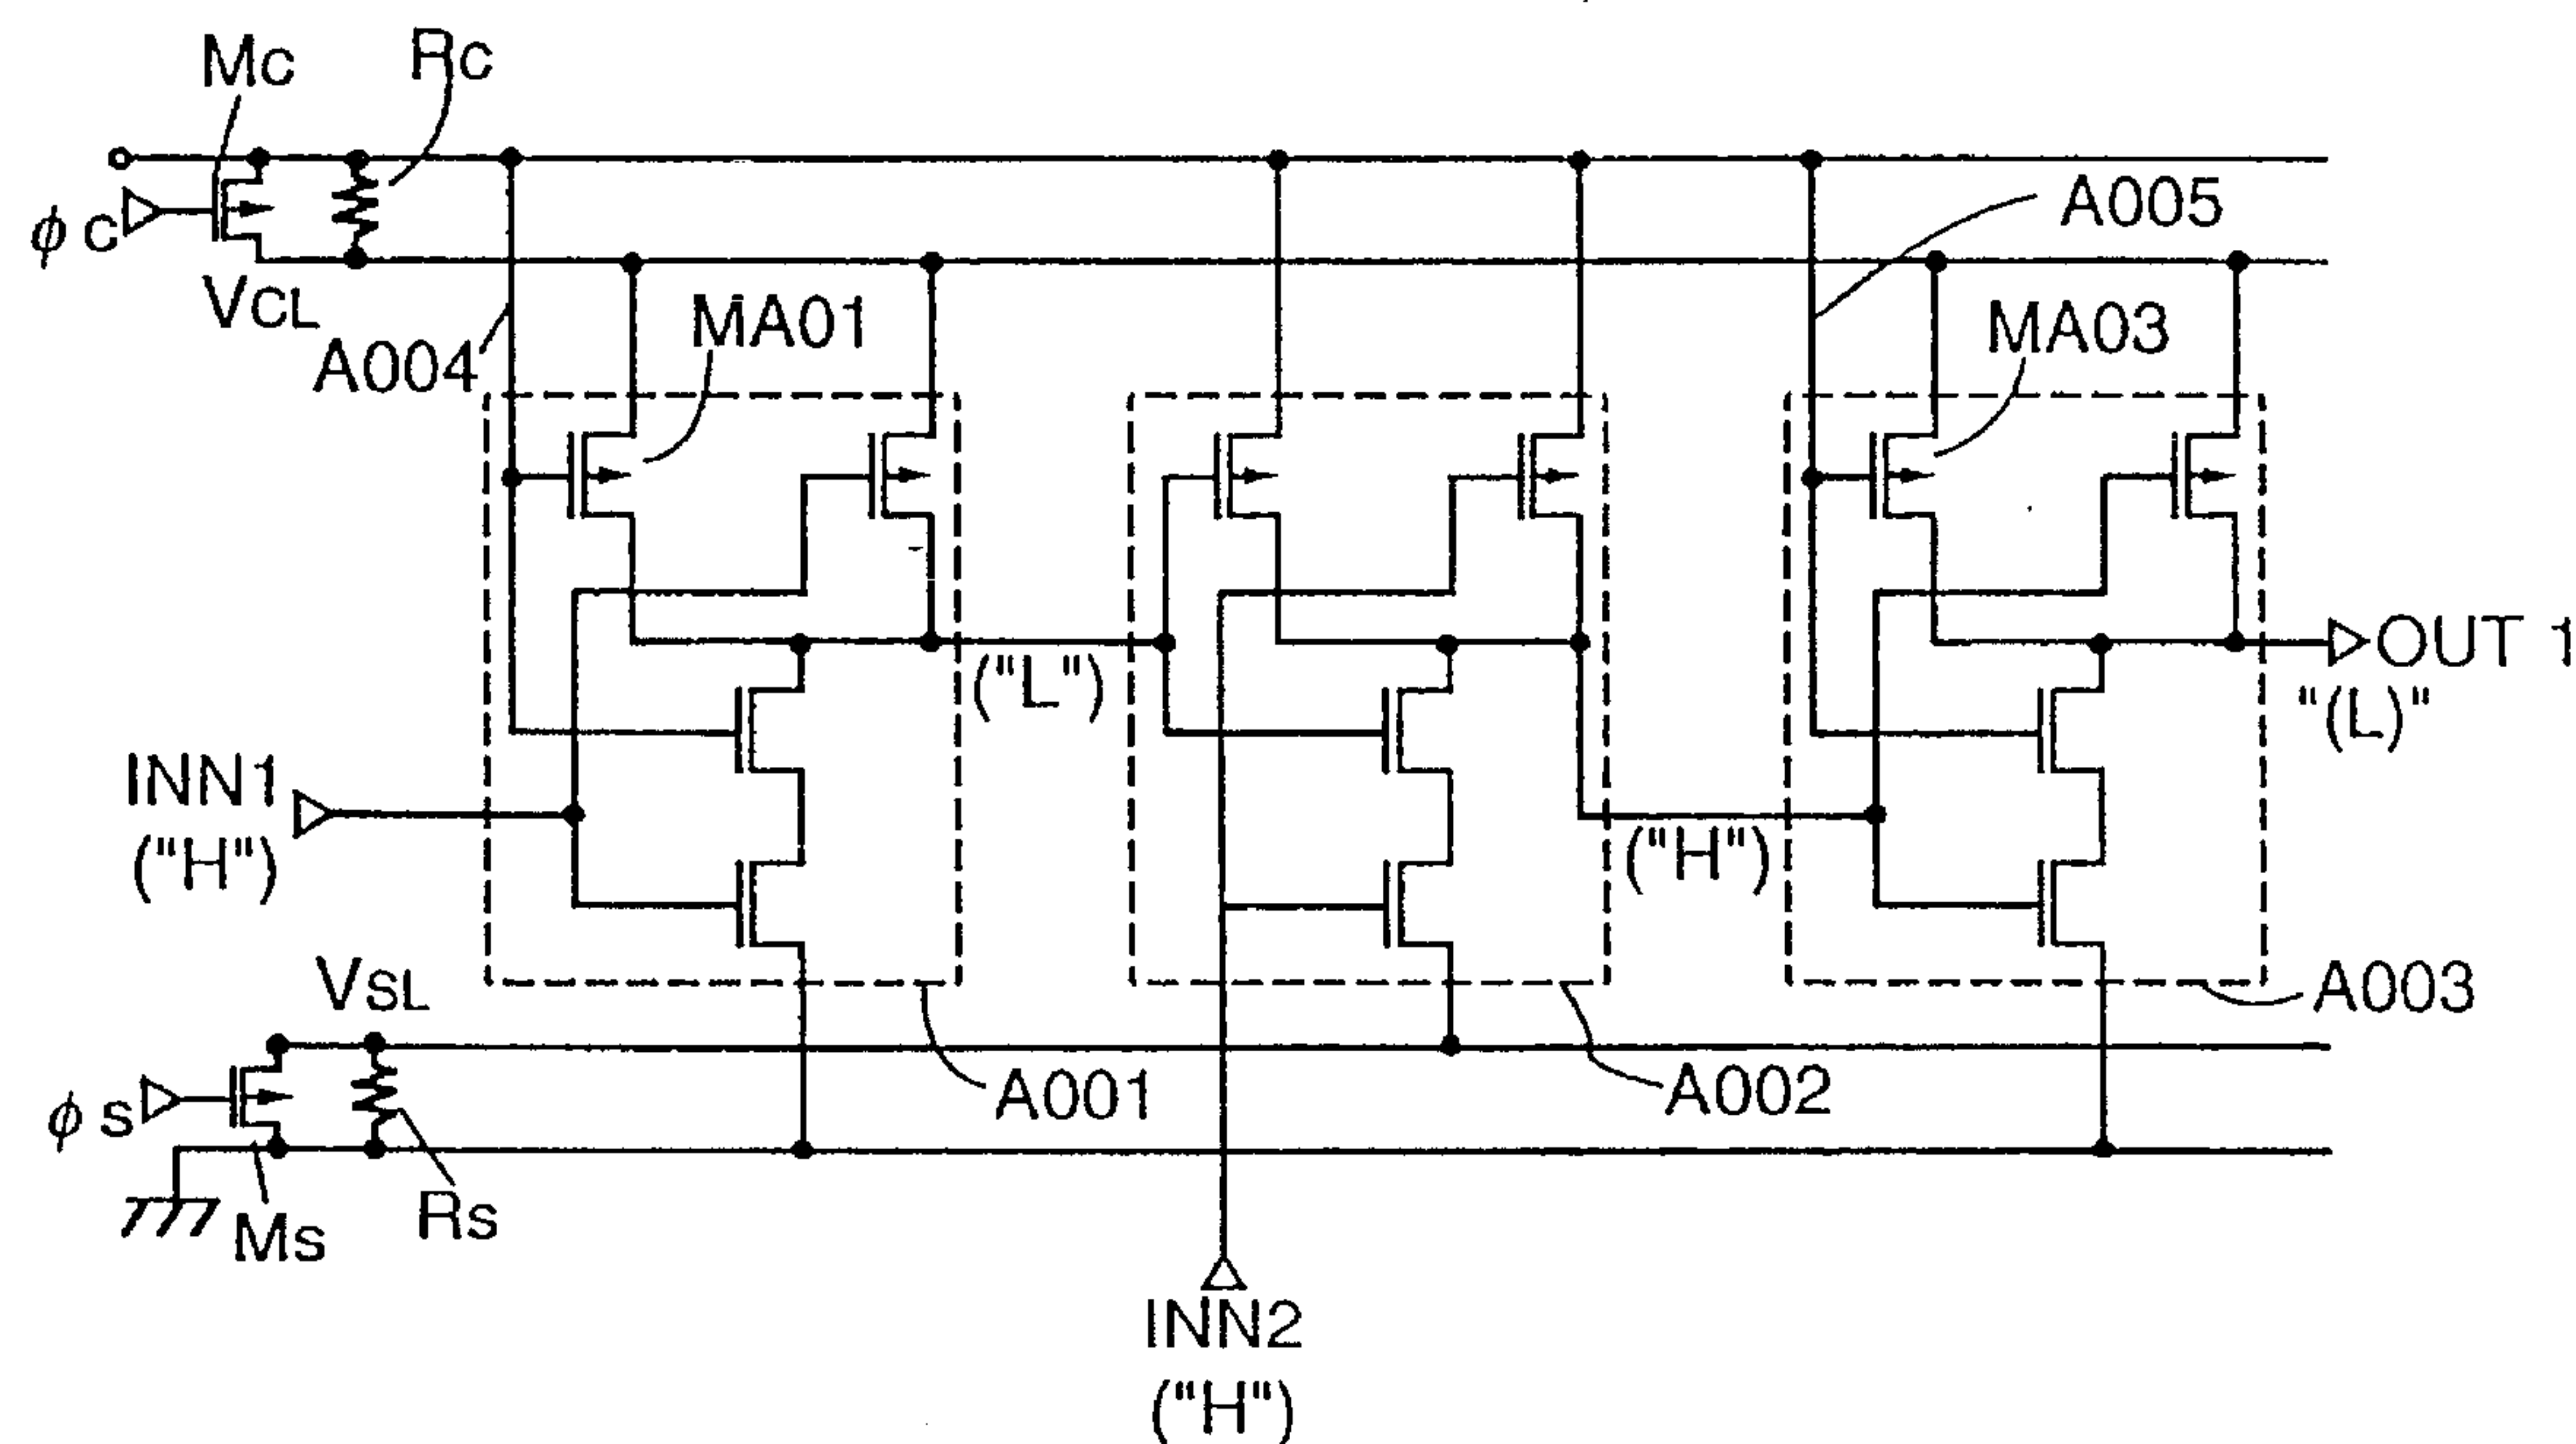 Mc
Rc
ϕ c
VCL
A004
MA01
A005
MA03
("L")
OUT 1
"(L)"
INN1
("H")
("H")
VSL
A003
ϕ s
A001
A002
Ms
Rs
INN2
("H")